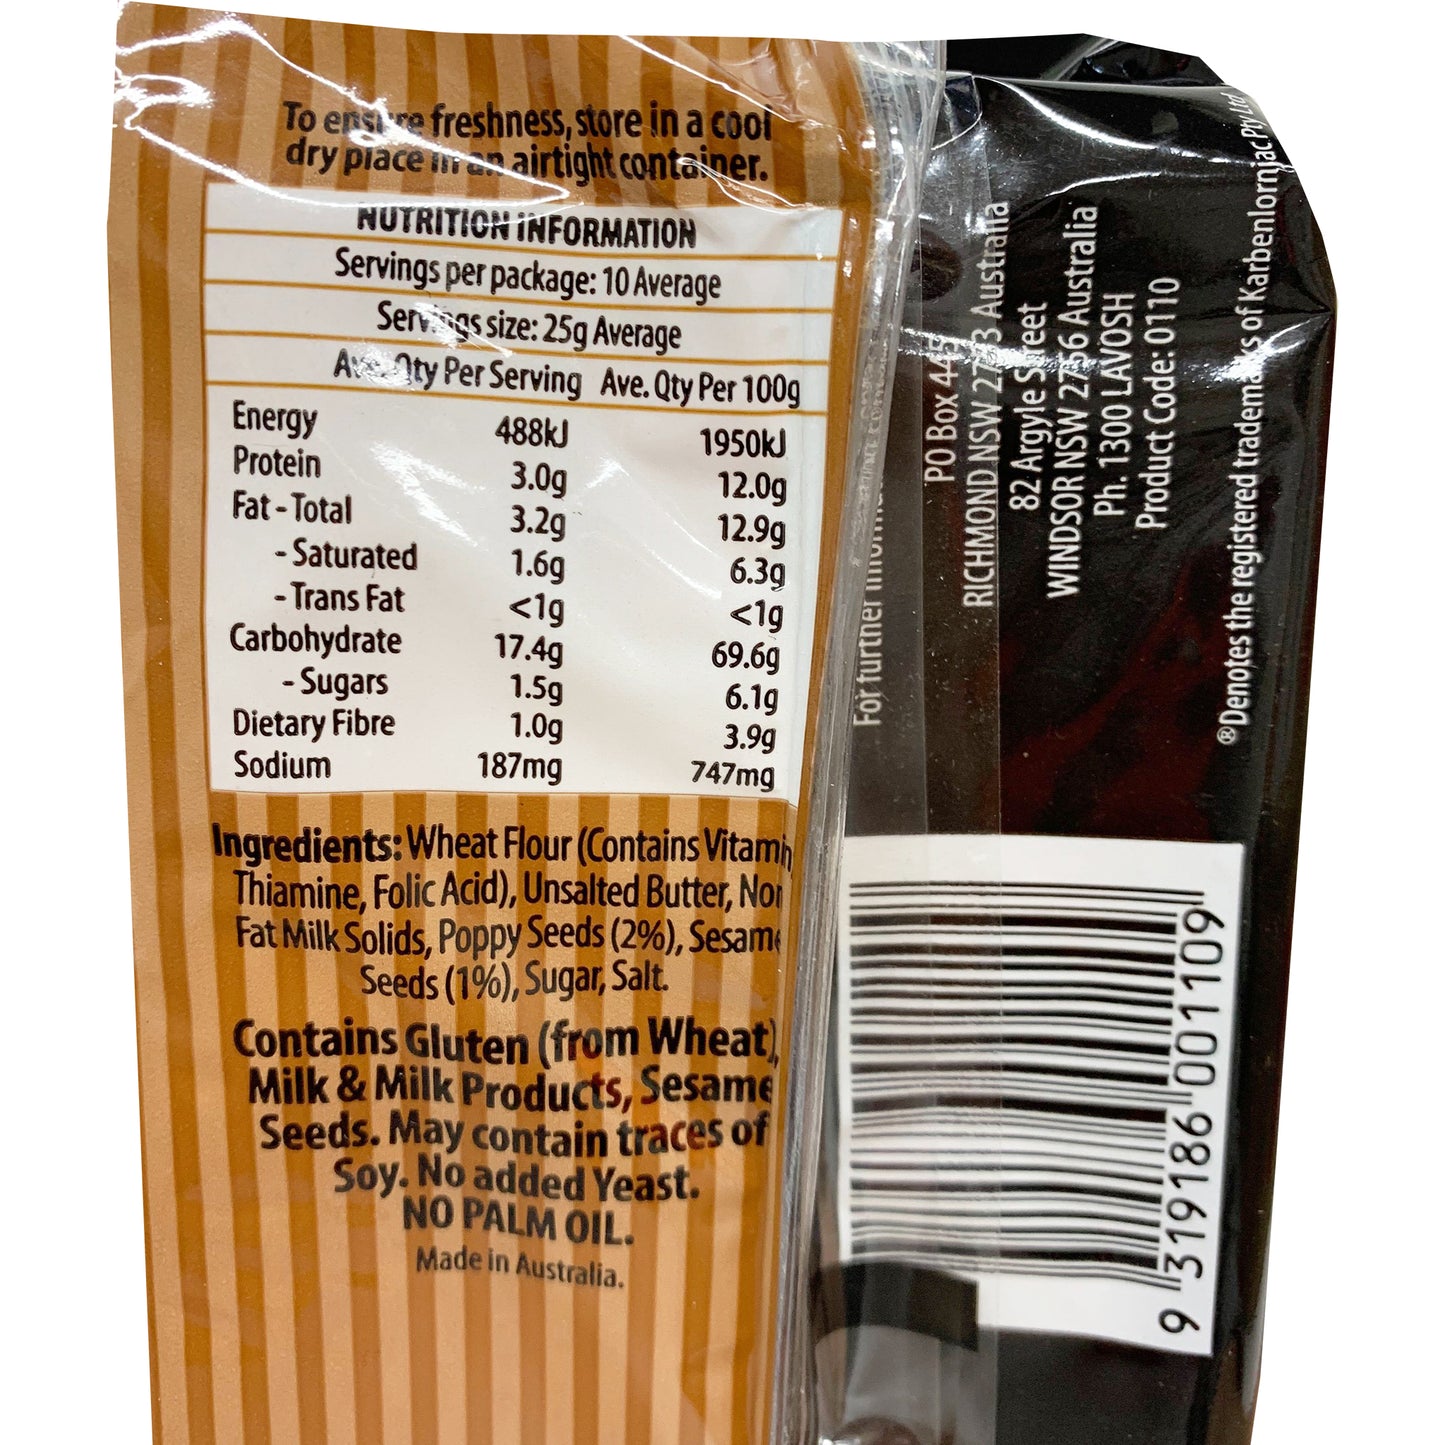 To ensure freshness, store in a cool
dry place in an airtight container.
NUTRITION INFORMATION
Servings per package: 10 Average
Servings size: 25g Average
Ave. Qty Per Serving Ave. Qty Per 100g
Energy 488kJ 1950kJ
Protein 3.0g 12.0g
Fat - Total 3.2g 12.9g
- Saturated 1.6g 6.3g
- Trans Fat <1g <1g
Carbohydrate 17.4g 69.6g
- Sugars 1.5g 6.1g
Dietary Fibre 1.0g 3.9g
Sodium 187mg 747mg
Ingredients: Wheat Flour (Contains Vitamin,
Thiamine, Folic Acid), Unsalted Butter, Non
Fat Milk Solids, Poppy Seeds (2%), Sesame
Seeds (1%), Sugar, Salt.
Contains Gluten (from Wheat),
Milk & Milk Products, Sesame
Seeds. May contain traces of
Soy. No added Yeast.
NO PALM OIL.
Made in Australia.
For further
PO Box 445
RICHMOND NSW 2753 Australia
82 Argyle Street
WINDSOR NSW 2756 Australia
Ph. 1300 LAVOSH
Product Code: 0110
®Denotes the registered trademarks of Karbenlornjac Pty Ltd
9 319186 001109